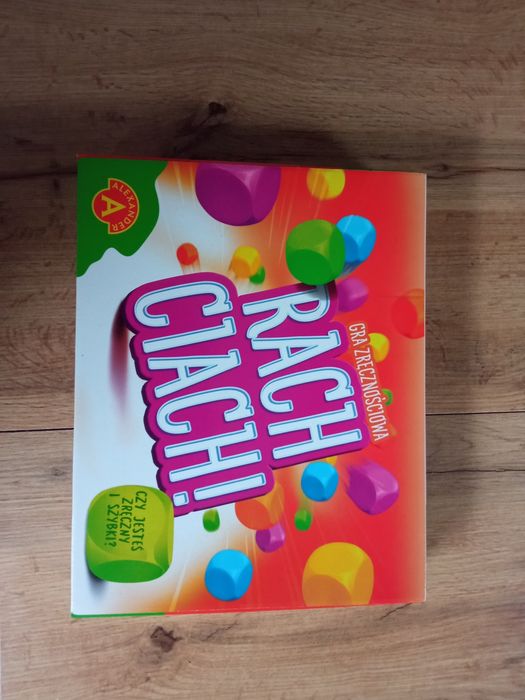 ALEXANDER
A
GRA ZRĘCZNOŚCIOWA
RACH
CIACH!
CZY JESTEŚ
ZRĘCZNY
I SZYBKI?